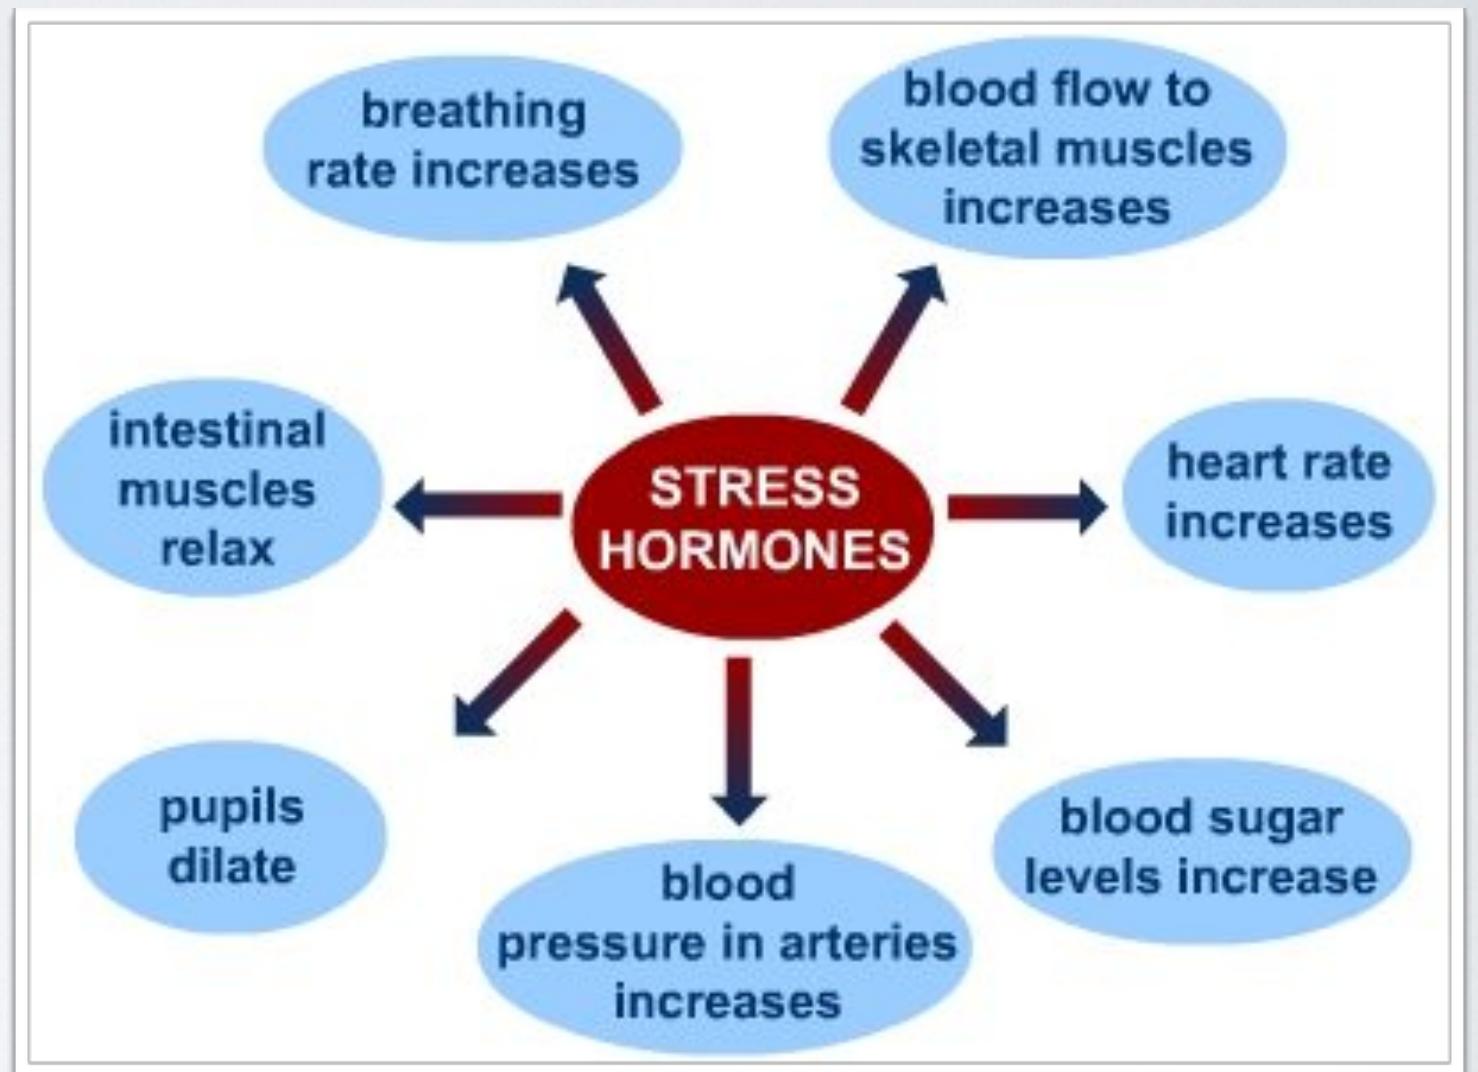 breathing
rate increases
blood flow to
skeletal muscles
increases
intestinal
muscles
relax
STRESS
HORMONES
heart rate
increases
pupils
dilate
blood
pressure in arteries
increases
blood sugar
levels increase